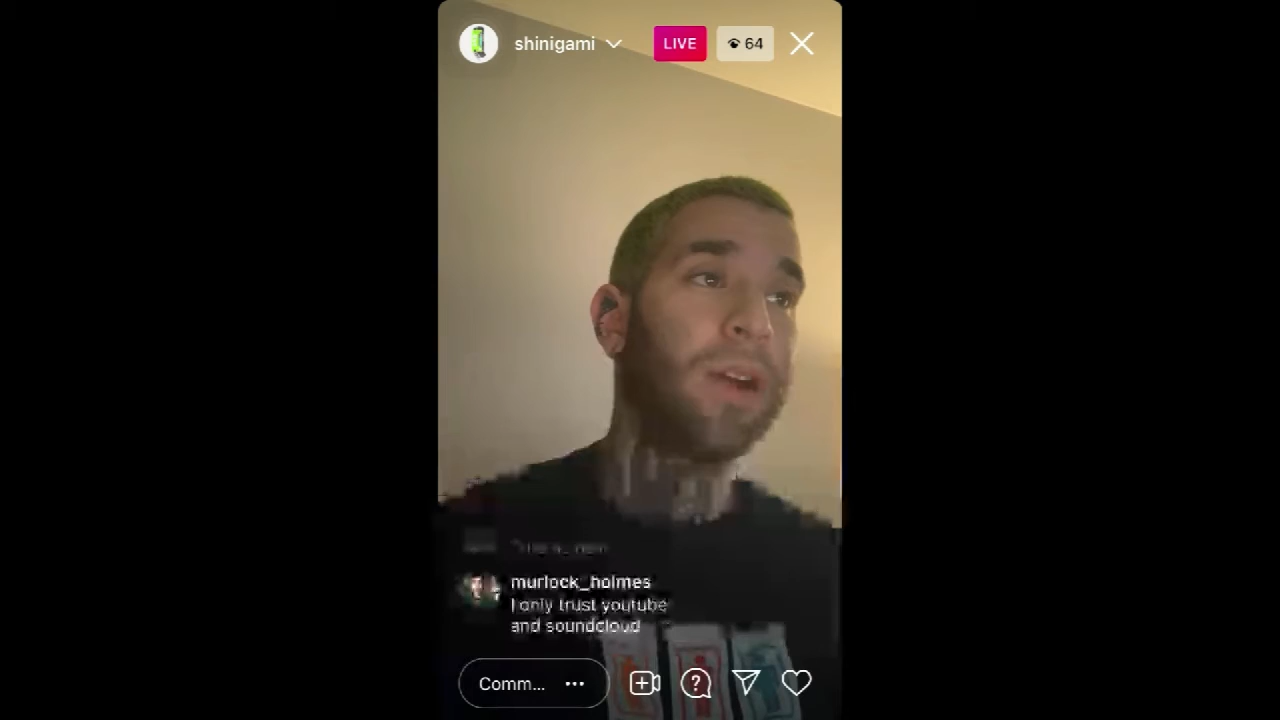 shinigami
LIVE
64
murlock_holmes
I only trust youtube
and soundcloud
Comm...